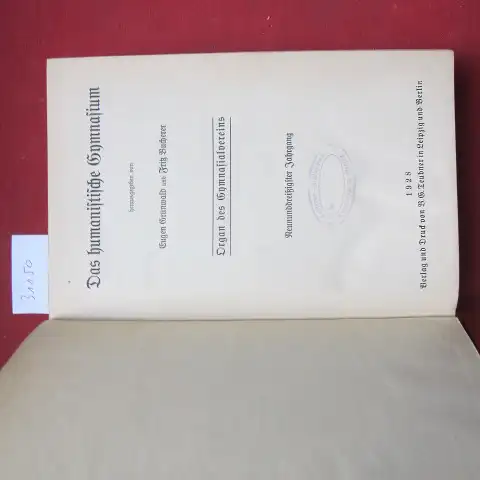 Das humanistische Gymnasium
herausgegeben von
Eugen Grünwald und Fritz Bucherer
Organ des Gymnasialvereins
Neununddreißigster Jahrgang
1928
Verlag und Druck von B. G. Teubner in Leipzig und Berlin